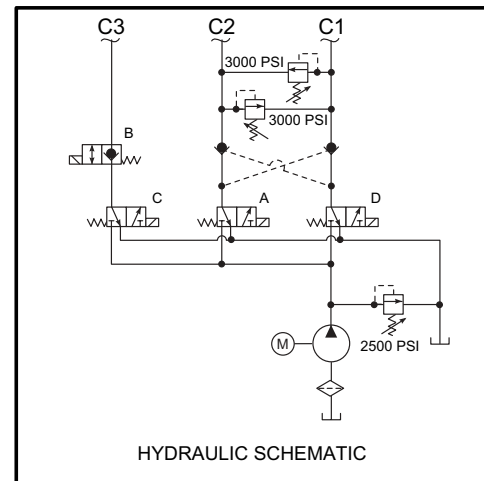 C3 C2 C1
3000 PSI
3000 PSI
B
C A D
M
2500 PSI
HYDRAULIC SCHEMATIC